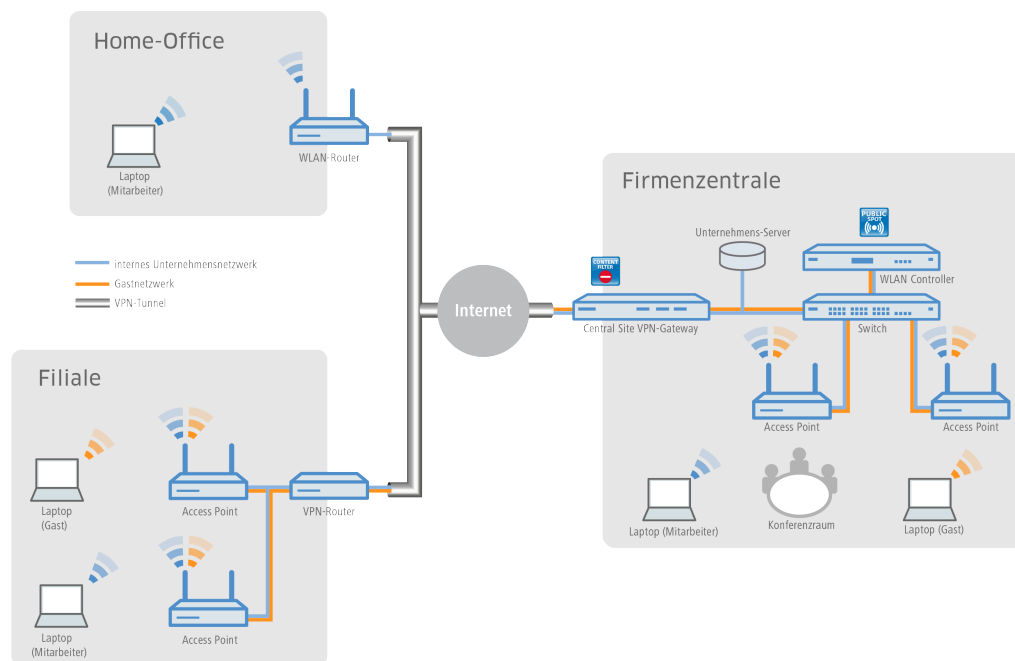 Home-Office
WLAN-Router
Laptop
(Mitarbeiter)
internes Unternehmensnetzwerk
Gastnetzwerk
VPN-Tunnel
Internet
Firmenzentrale
PUBLIC
SPOT
Unternehmens-Server
CONTENT
FILTER
WLAN Controller
Central Site VPN-Gateway
Switch
Access Point
Access Point
Laptop (Mitarbeiter)
Konferenzraum
Laptop (Gast)
Filiale
Laptop
(Gast)
Access Point
VPN-Router
Laptop
(Mitarbeiter)
Access Point